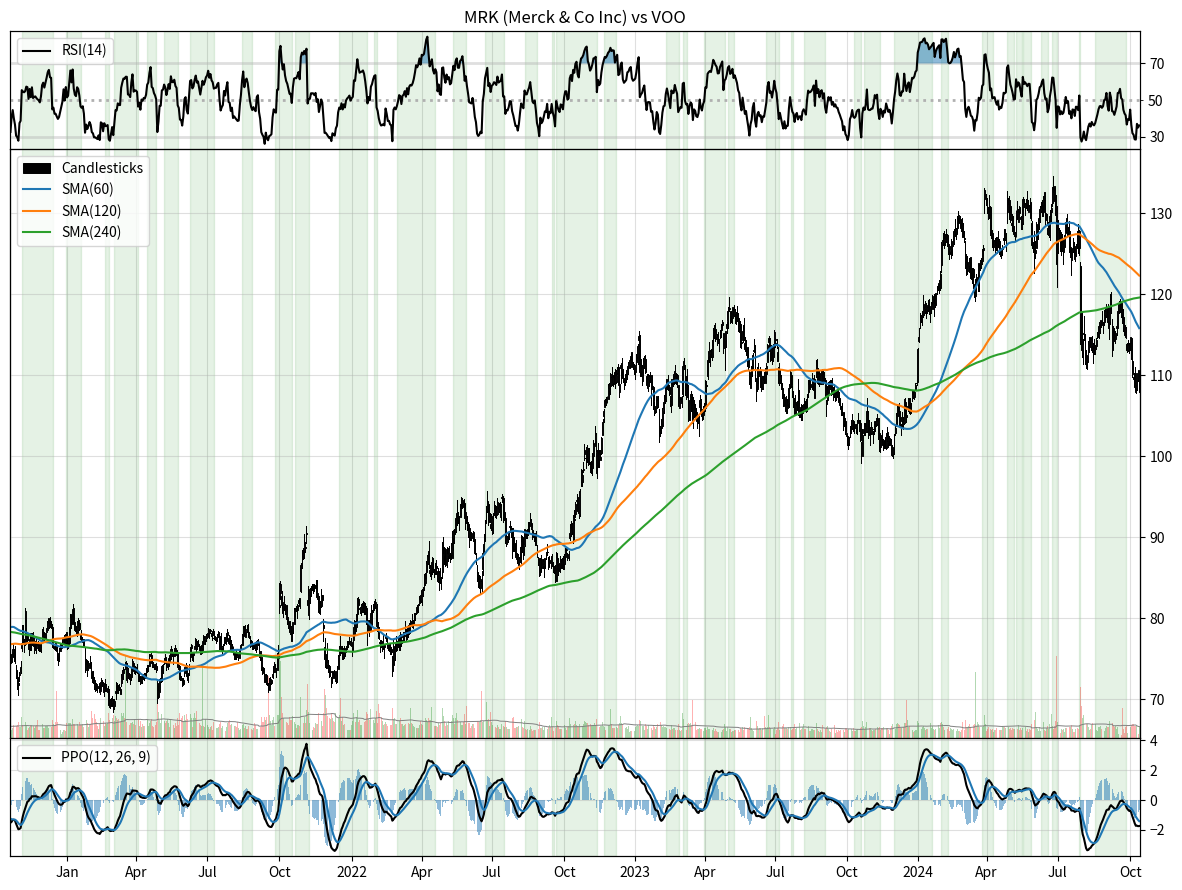 MRK (Merck & Co Inc) vs VOO
RSI(14)
70
50
30
Candlesticks
SMA(60)
SMA(120)
SMA(240)
130
120
110
100
90
80
70
PPO(12, 26, 9)
4
2
0
−2
Jan Apr Jul Oct 2022 Apr Jul Oct 2023 Apr Jul Oct 2024 Apr Jul Oct